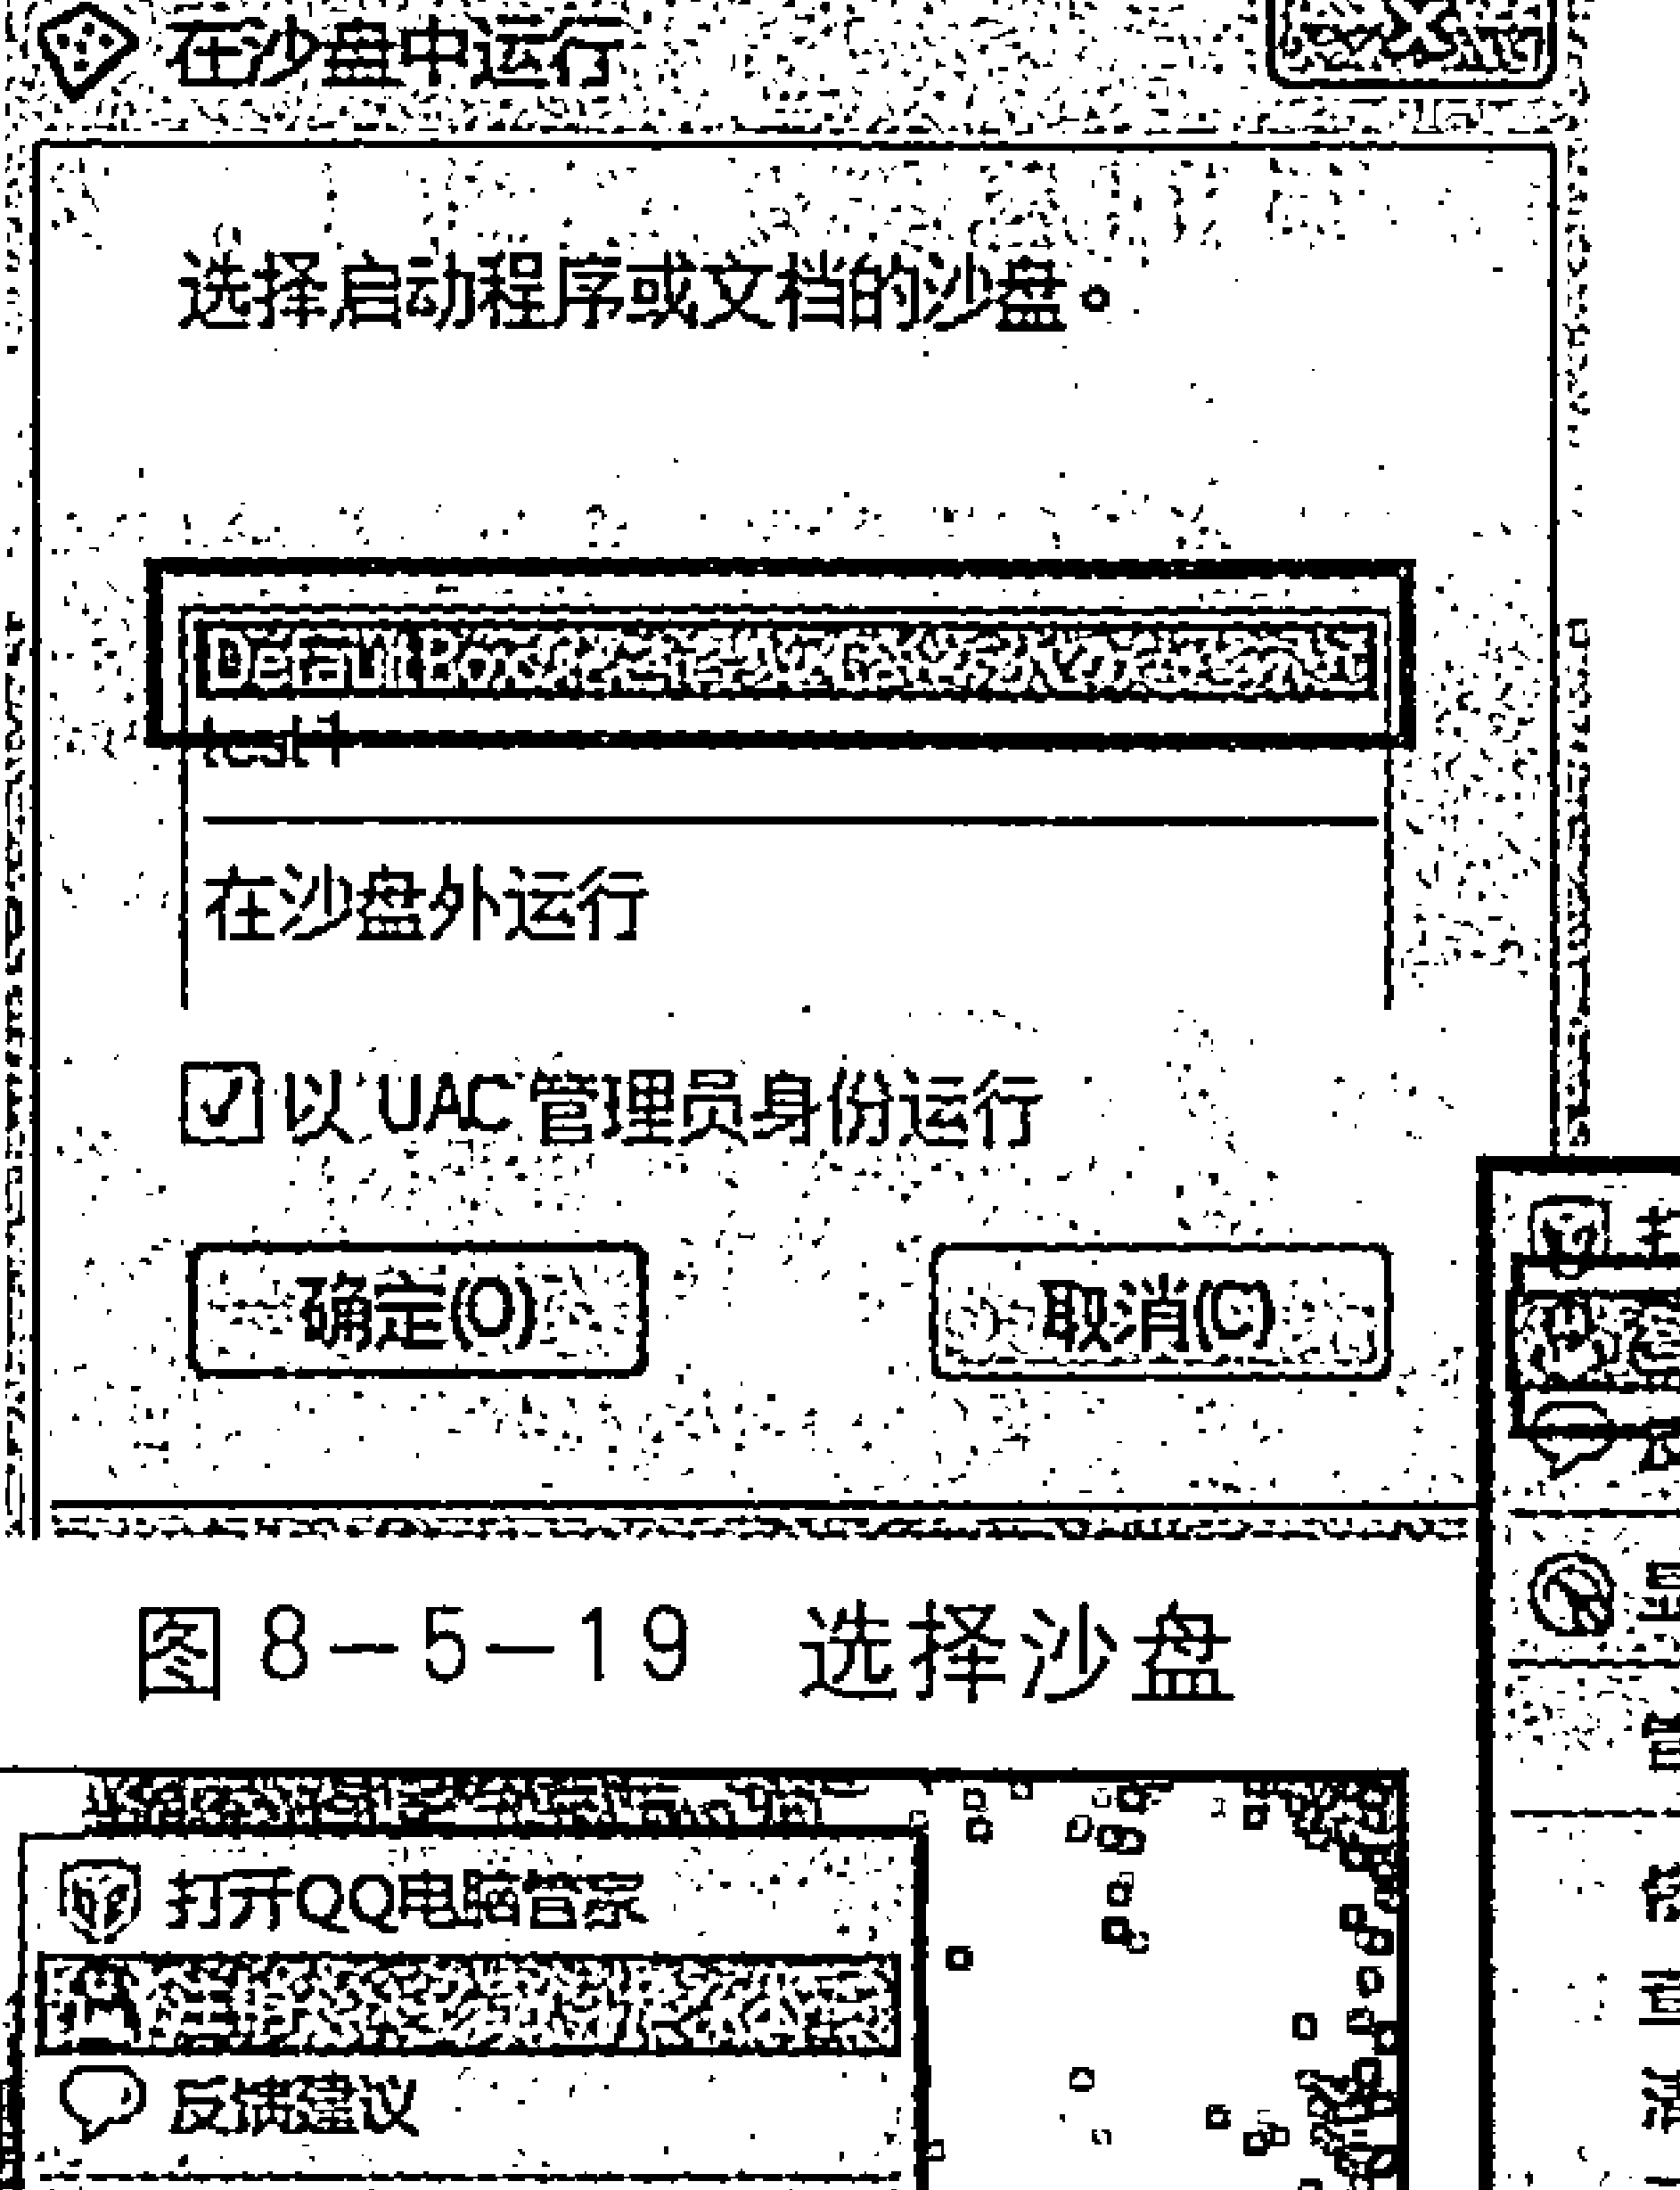 在沙盘中运行
选择启动程序或文档的沙盘。
DefaultBox
test1
在沙盘外运行
以 UAC 管理员身份运行
确定(O)
取消(C)
图 8-5-19 选择沙盘
打开QQ电脑管家
反馈建议